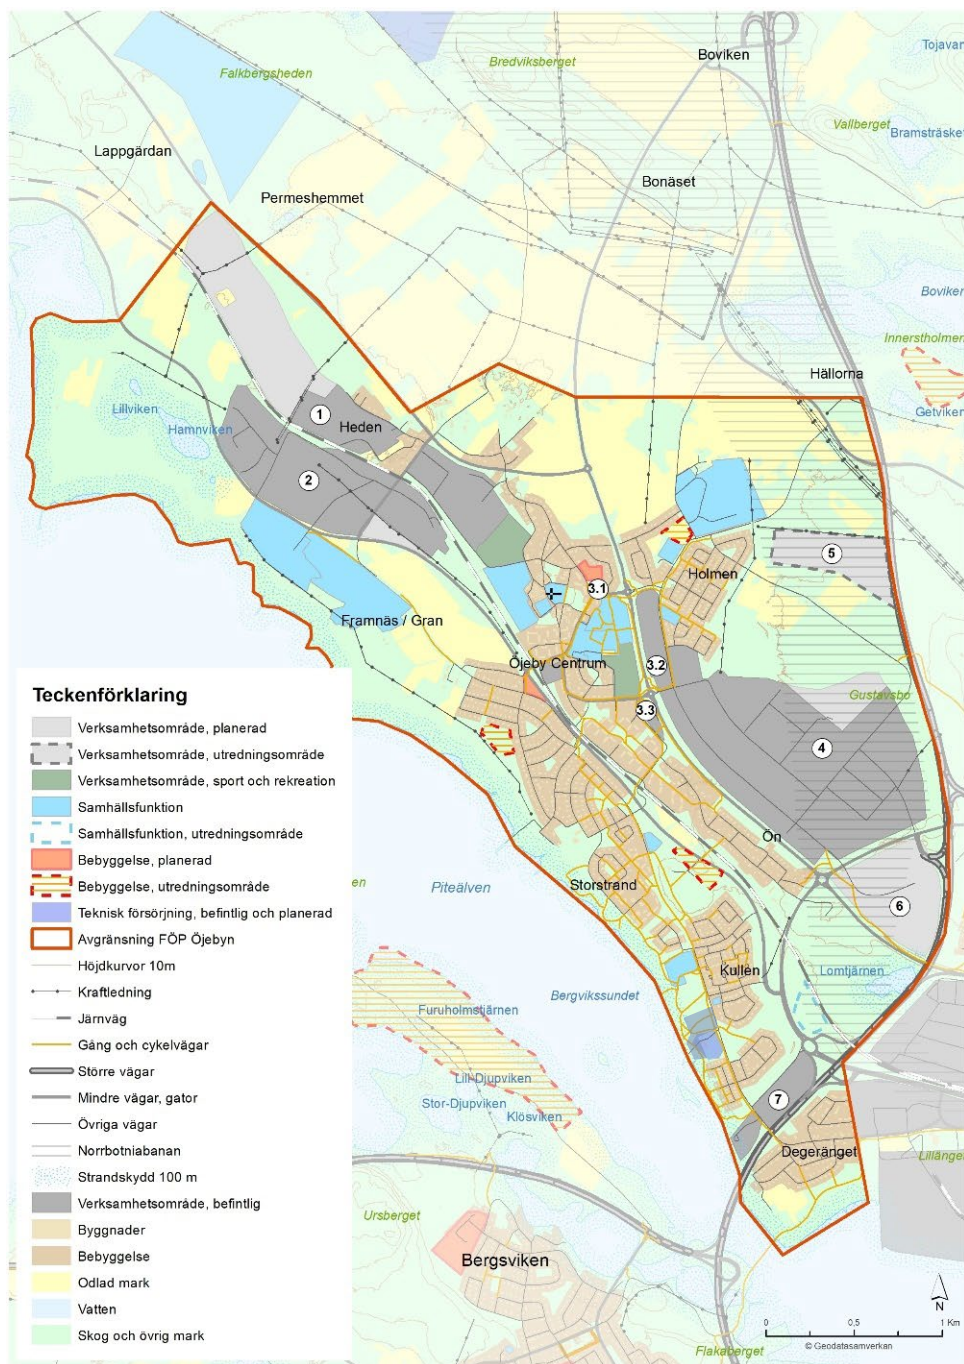 Boviken
Tojavan
Bredviksberget
Falkbergsheden
Vallberget
Bramsträsket
Lappgärdan
Bonäset
Permeshemmet
Boviken
Innerstholmen
Hällorna
Getviken
Lillviken
Hamnviken
1
Heden
2
5
Holmen
3.1
Framnäs / Gran
Öjeby Centrum
3.2
3.3
Gustavsbo
4
Teckenförklaring
Verksamhetsområde, planerad
Verksamhetsområde, utredningsområde
Verksamhetsområde, sport och rekreation
Samhällsfunktion
Samhällsfunktion, utredningsområde
Bebyggelse, planerad
Bebyggelse, utredningsområde
Teknisk försörjning, befintlig och planerad
Avgränsning FÖP Öjebyn
Höjdkurvor 10m
Kraftledning
Järnväg
Gång och cykelvägar
Större vägar
Mindre vägar, gator
Övriga vägar
Norrbotniabanan
Strandskydd 100 m
Verksamhetsområde, befintlig
Byggnader
Bebyggelse
Odlad mark
Vatten
Skog och övrig mark
Ön
en
Piteälven
Storstrand
6
Kullen
Lomtjärnen
Bergvikssundet
Furuholmstjärnen
Lill-Djupviken
Stor-Djupviken
Klösviken
7
Degeränget
Lillänget
Ursberget
Bergsviken
N
0
0,5
1 Km
© Geodatasamverkan
Flakaberget